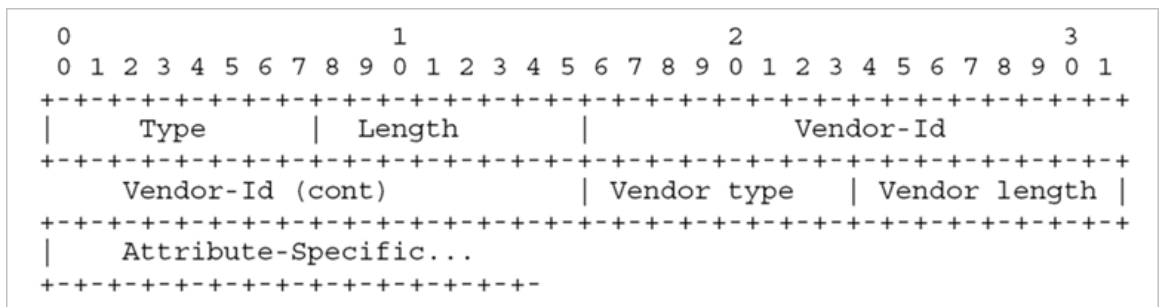 0                   1                   2                   3
 0 1 2 3 4 5 6 7 8 9 0 1 2 3 4 5 6 7 8 9 0 1 2 3 4 5 6 7 8 9 0 1
+-+-+-+-+-+-+-+-+-+-+-+-+-+-+-+-+-+-+-+-+-+-+-+-+-+-+-+-+-+-+-+-+
|     Type      |  Length       |            Vendor-Id
+-+-+-+-+-+-+-+-+-+-+-+-+-+-+-+-+-+-+-+-+-+-+-+-+-+-+-+-+-+-+-+-+
     Vendor-Id (cont)           | Vendor type   | Vendor length |
+-+-+-+-+-+-+-+-+-+-+-+-+-+-+-+-+-+-+-+-+-+-+-+-+-+-+-+-+-+-+-+-+
|    Attribute-Specific...
+-+-+-+-+-+-+-+-+-+-+-+-+-+-+-